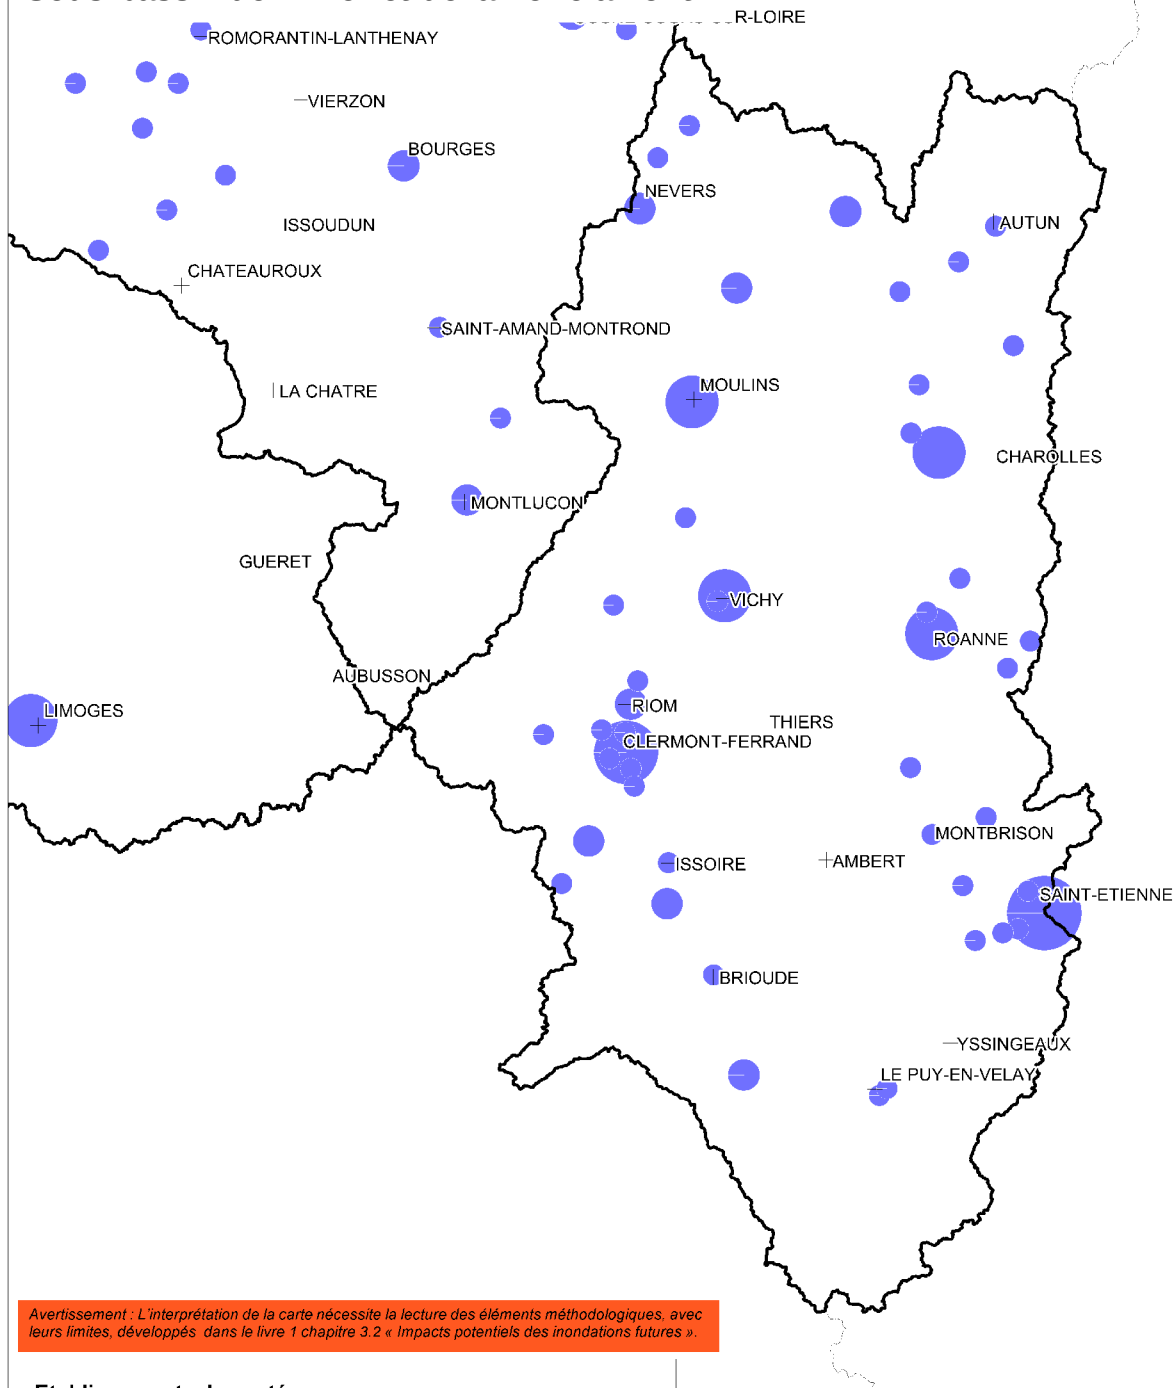 R-LOIRE
ROMORANTIN-LANTHENAY
VIERZON
BOURGES
NEVERS
ISSOUDUN
AUTUN
CHATEAUROUX
SAINT-AMAND-MONTROND
MOULINS
LA CHATRE
CHAROLLES
MONTLUCON
GUERET
VICHY
ROANNE
AUBUSSON
RIOM
LIMOGES
THIERS
CLERMONT-FERRAND
MONTBRISON
AMBERT
ISSOIRE
SAINT-ETIENNE
BRIOUDE
YSSINGEAUX
LE PUY-EN-VELAY
Avertissement : L'interprétation de la carte nécessite la lecture des éléments méthodologiques, avec
leurs limites, développés dans le livre 1 chapitre 3.2 « Impacts potentiels des inondations futures ».